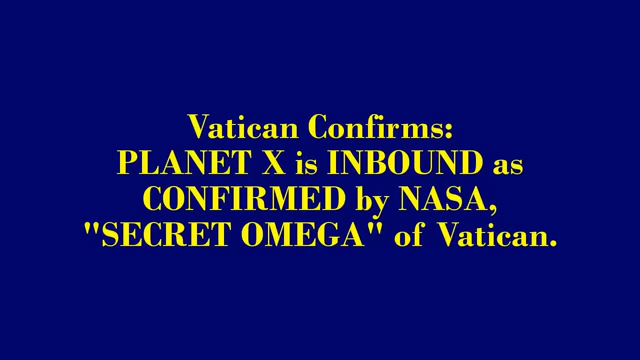 Vatican Confirms:
PLANET X is INBOUND as
CONFIRMED by NASA,
"SECRET OMEGA" of Vatican.